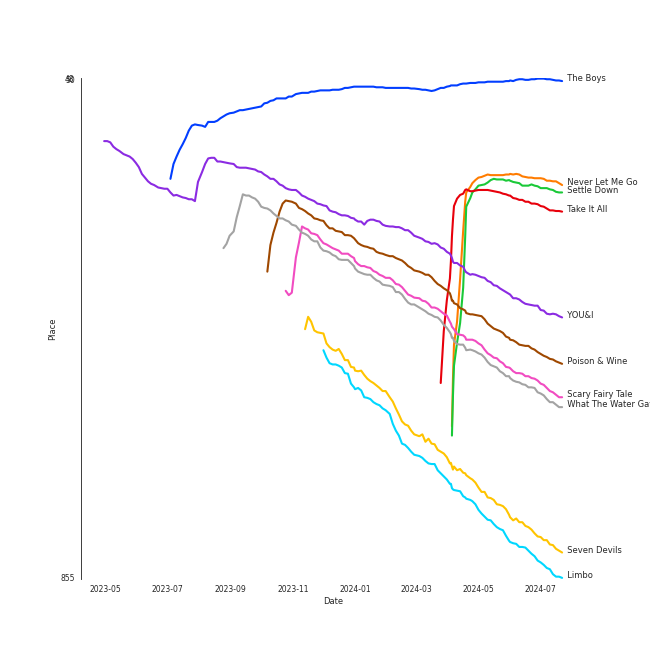 The Boys
Never Let Me Go
Settle Down
Take It All
Place
YOU&I
Poison & Wine
Scary Fairy Tale
What The Water Ga
Seven Devils
Limbo
855
2023-05 2023-07 2023-09 2023-11 2024-01 2024-03 2024-05 2024-07
Date